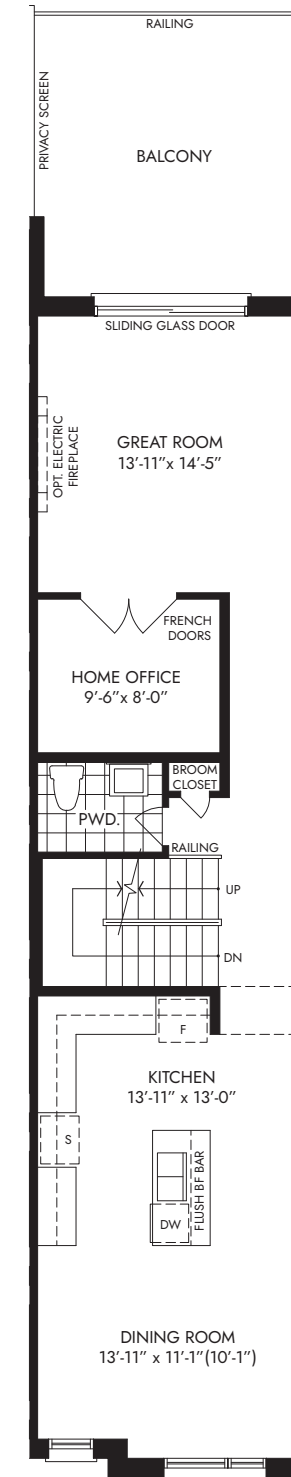 RAILING
PRIVACY SCREEN
BALCONY
SLIDING GLASS DOOR
OPT. ELECTRIC
FIREPLACE
GREAT ROOM
13'-11"x 14'-5"
FRENCH
DOORS
HOME OFFICE
9'-6"x 8'-0"
BROOM
CLOSET
PWD.
RAILING
UP
DN
F
KITCHEN
13'-11" x 13'-0"
S
FLUSH BF BAR
DW
DINING ROOM
13'-11" x 11'-1"(10'-1")